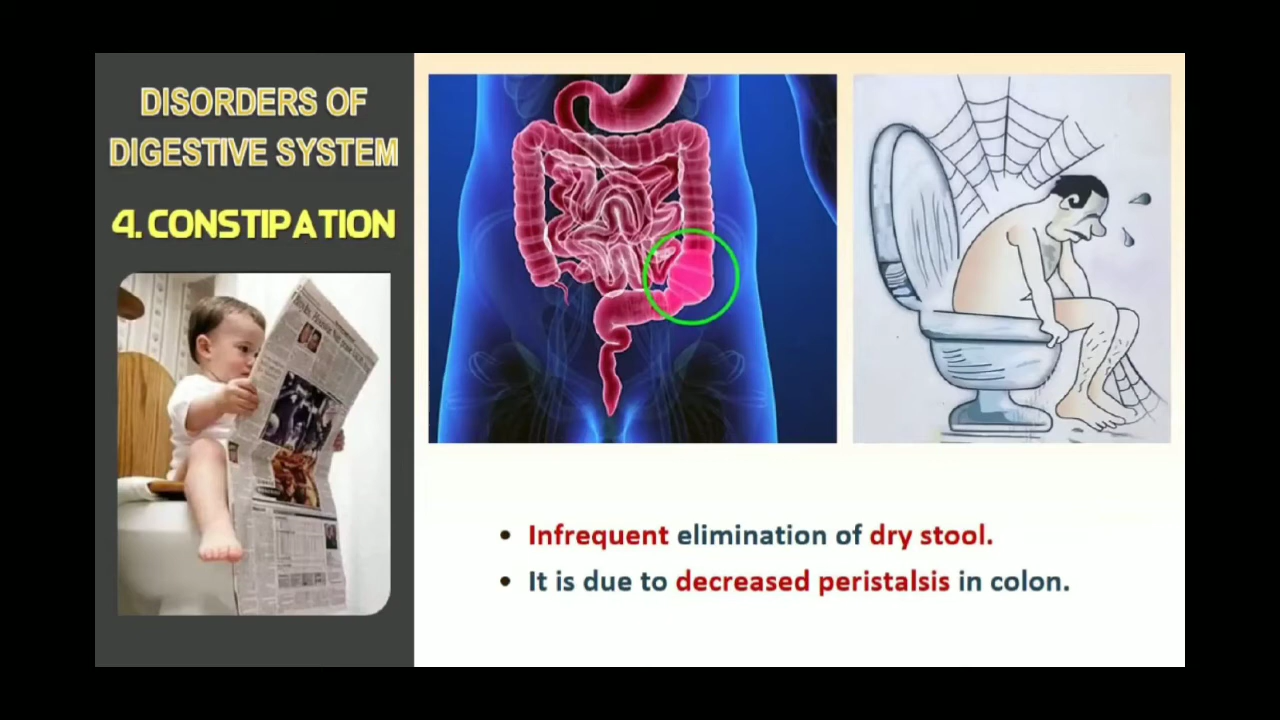 DISORDERS OF
DIGESTIVE SYSTEM
4. CONSTIPATION
• Infrequent elimination of dry stool.
• It is due to decreased peristalsis in colon.